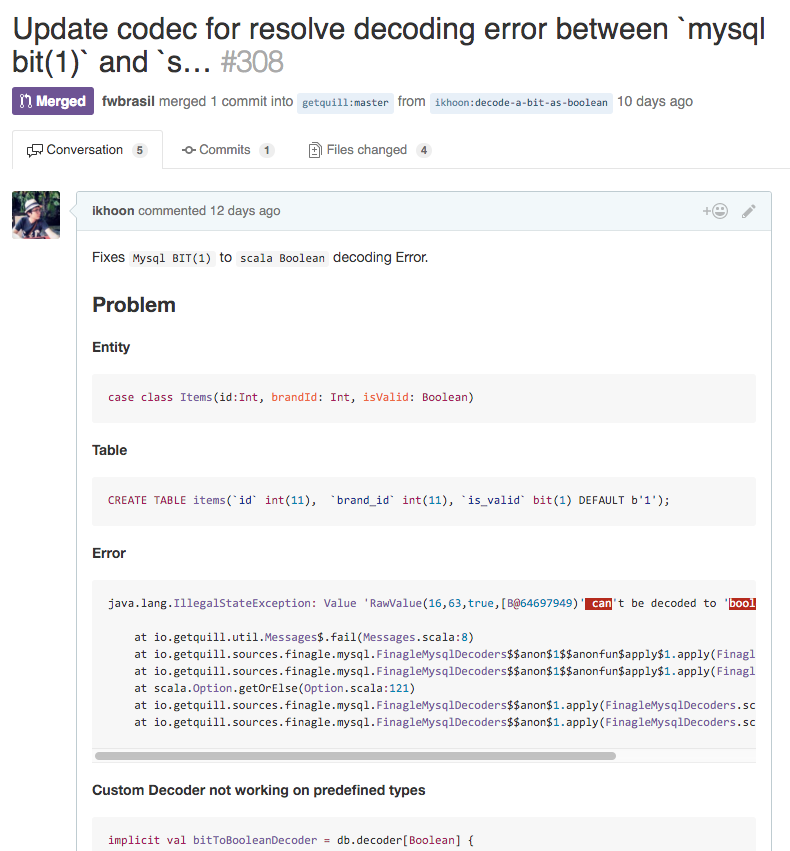 Update codec for resolve decoding error between `mysql
bit(1)` and `s... #308
Merged fwbrasil merged 1 commit into getquill:master from ikhoon:decode-a-bit-as-boolean 10 days ago
Conversation 5 Commits 1 Files changed 4
ikhoon commented 12 days ago
Fixes Mysql BIT(1) to scala Boolean decoding Error.
Problem
Entity
case class Items(id:Int, brandId: Int, isValid: Boolean)
Table
CREATE TABLE items(`id` int(11),  `brand_id` int(11), `is_valid` bit(1) DEFAULT b'1');
Error
java.lang.IllegalStateException: Value 'RawValue(16,63,true,[B@64697949)' can't be decoded to 'bool
at io.getquill.util.Messages$.fail(Messages.scala:8)
at io.getquill.sources.finagle.mysql.FinagleMysqlDecoders$$anon$1$$anonfun$apply$1.apply(Finagl
at io.getquill.sources.finagle.mysql.FinagleMysqlDecoders$$anon$1$$anonfun$apply$1.apply(Finagl
at scala.Option.getOrElse(Option.scala:121)
at io.getquill.sources.finagle.mysql.FinagleMysqlDecoders$$anon$1.apply(FinagleMysqlDecoders.sc
at io.getquill.sources.finagle.mysql.FinagleMysqlDecoders$$anon$1.apply(FinagleMysqlDecoders.sc
Custom Decoder not working on predefined types
implicit val bitToBooleanDecoder = db.decoder[Boolean] {